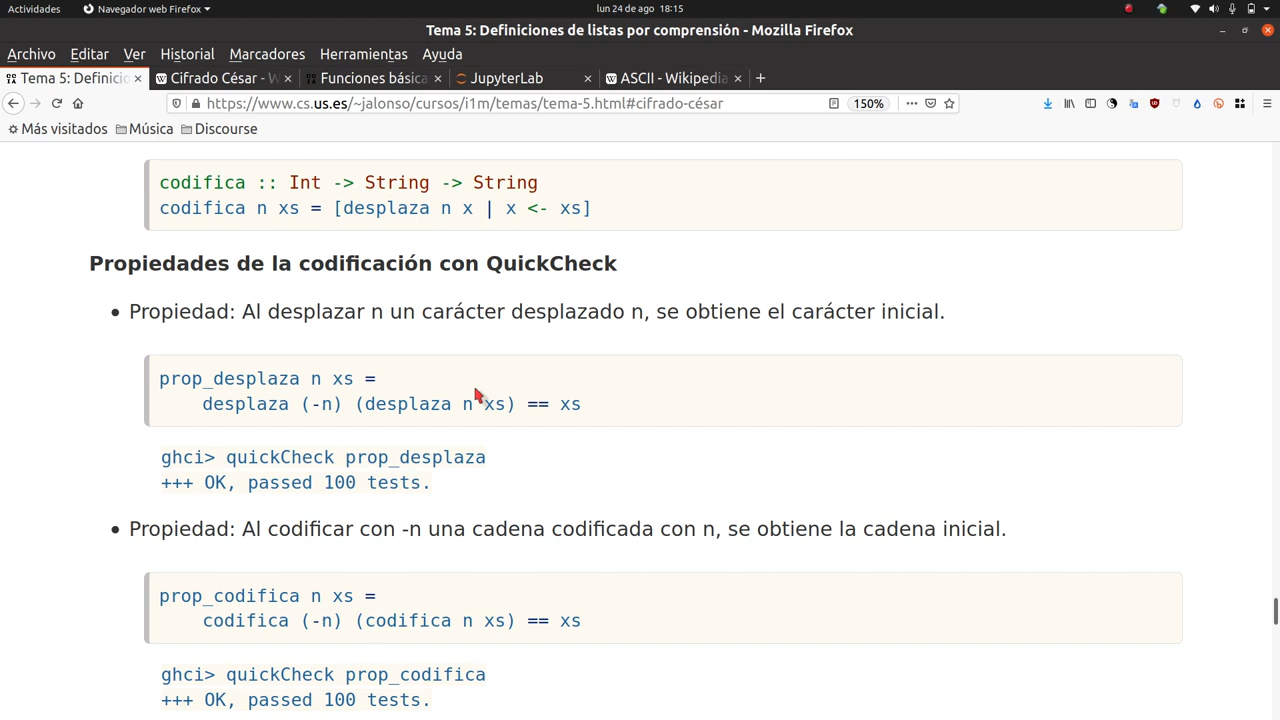 Actividades Navegador web Firefox lun 24 de ago 18:15
Tema 5: Definiciones de listas por comprensión - Mozilla Firefox
Archivo Editar Ver Historial Marcadores Herramientas Ayuda
Tema 5: Definicio × Cifrado César - W × Funciones básica × JupyterLab × ASCII - Wikipedia × +
https://www.cs.us.es/~jalonso/cursos/i1m/temas/tema-5.html#cifrado-césar 150%
Más visitados Música Discourse
codifica :: Int -> String -> String
codifica n xs = [desplaza n x | x <- xs]
Propiedades de la codificación con QuickCheck
• Propiedad: Al desplazar n un carácter desplazado n, se obtiene el carácter inicial.
prop_desplaza n xs =
desplaza (-n) (desplaza n xs) == xs
ghci> quickCheck prop_desplaza
+++ OK, passed 100 tests.
• Propiedad: Al codificar con -n una cadena codificada con n, se obtiene la cadena inicial.
prop_codifica n xs =
codifica (-n) (codifica n xs) == xs
ghci> quickCheck prop_codifica
+++ OK, passed 100 tests.